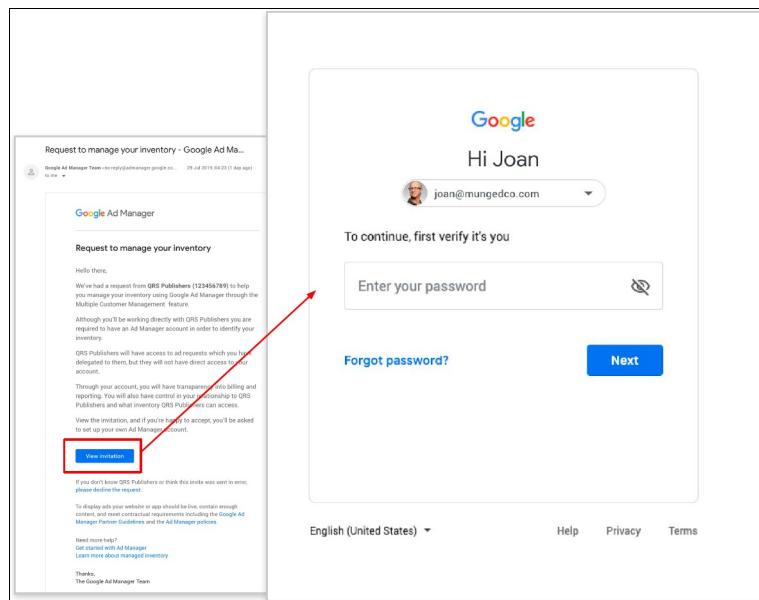 Request to manage your inventory - Google Ad Ma...
Google Ad Manager Team <no-reply@admanager.google.co... 29 Jul 2019, 04:23 (1 day ago)
to me
Google Ad Manager
Request to manage your inventory
Hello there,
We've had a request from QRS Publishers (123456789) to help
you manage your inventory using Google Ad Manager through the
Multiple Customer Management feature.
Although you'll be working directly with QRS Publishers you are
required to have an Ad Manager account in order to identify your
inventory.
QRS Publishers will have access to ad requests which you have
delegated to them, but they will not have direct access to your
account.
Through your account, you will have transparency into billing and
reporting. You will also have control in your relationship to QRS
Publishers and what inventory QRS Publishers can access.
View the invitation, and if you're happy to accept, you'll be asked
to set up your own Ad Manager account.
View invitation
If you don't know QRS Publishers or think this invite was sent in error,
please decline the request.
To display ads your website or app should be live, contain enough
content, and meet contractual requirements including the Google Ad
Manager Partner Guidelines and the Ad Manager policies.
Need more help?
Get started with Ad Manager
Learn more about managed inventory
Thanks,
The Google Ad Manager Team
Google
Hi Joan
joan@mungedco.com
To continue, first verify it's you
Enter your password
Forgot password?
Next
English (United States)
Help Privacy Terms